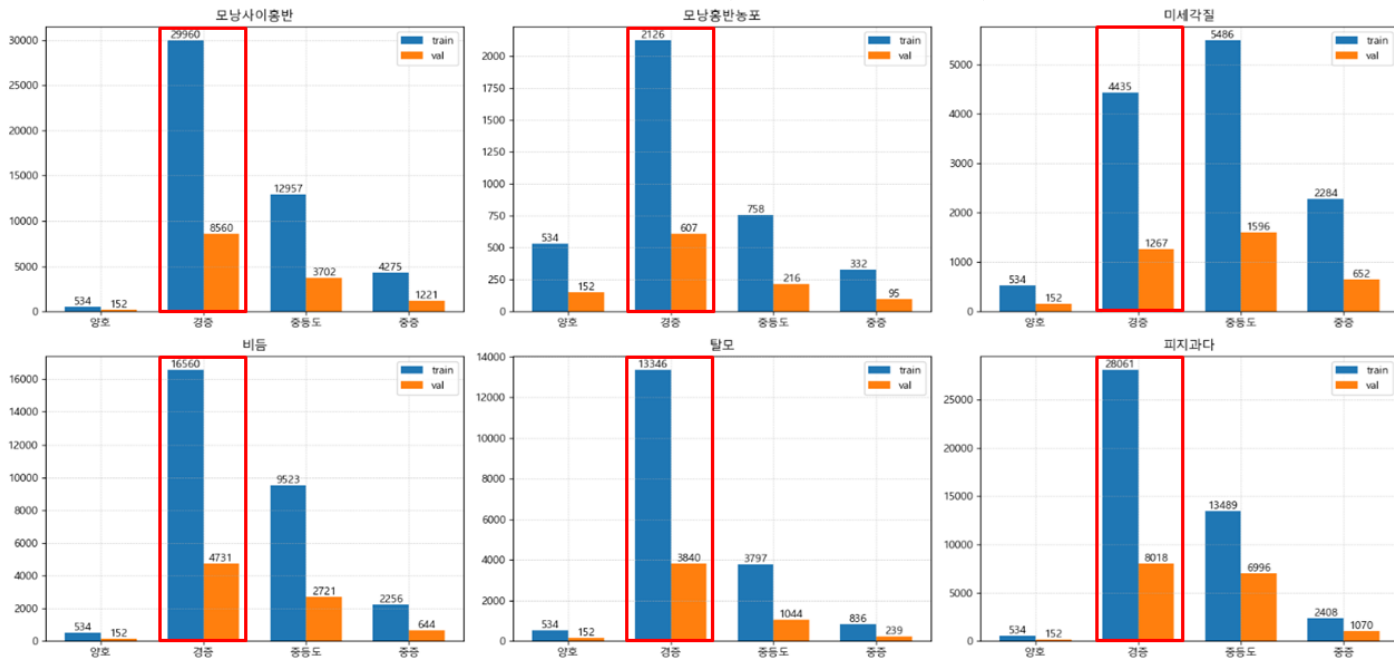 모낭사이홍반
30000
25000
20000
15000
10000
5000
0
29960
12957
8560
4275
3702
1221
534
152
train
val
양호
경증
중등도
중증
모낭홍반농포
2000
1750
1500
1250
1000
750
500
250
0
2126
758
607
534
332
216
152
95
train
val
양호
경증
중등도
중증
미세각질
5000
4000
3000
2000
1000
0
5486
4435
2284
1596
1267
652
534
152
train
val
양호
경증
중등도
중증
비듬
16000
14000
12000
10000
8000
6000
4000
2000
0
16560
9523
4731
2721
2256
644
534
152
train
val
양호
경증
중등도
중증
탈모
14000
12000
10000
8000
6000
4000
2000
0
13346
3840
3797
1044
836
534
239
152
train
val
양호
경증
중등도
중증
피지과다
25000
20000
15000
10000
5000
0
28061
13489
8018
6996
2408
1070
534
152
train
val
양호
경증
중등도
중증